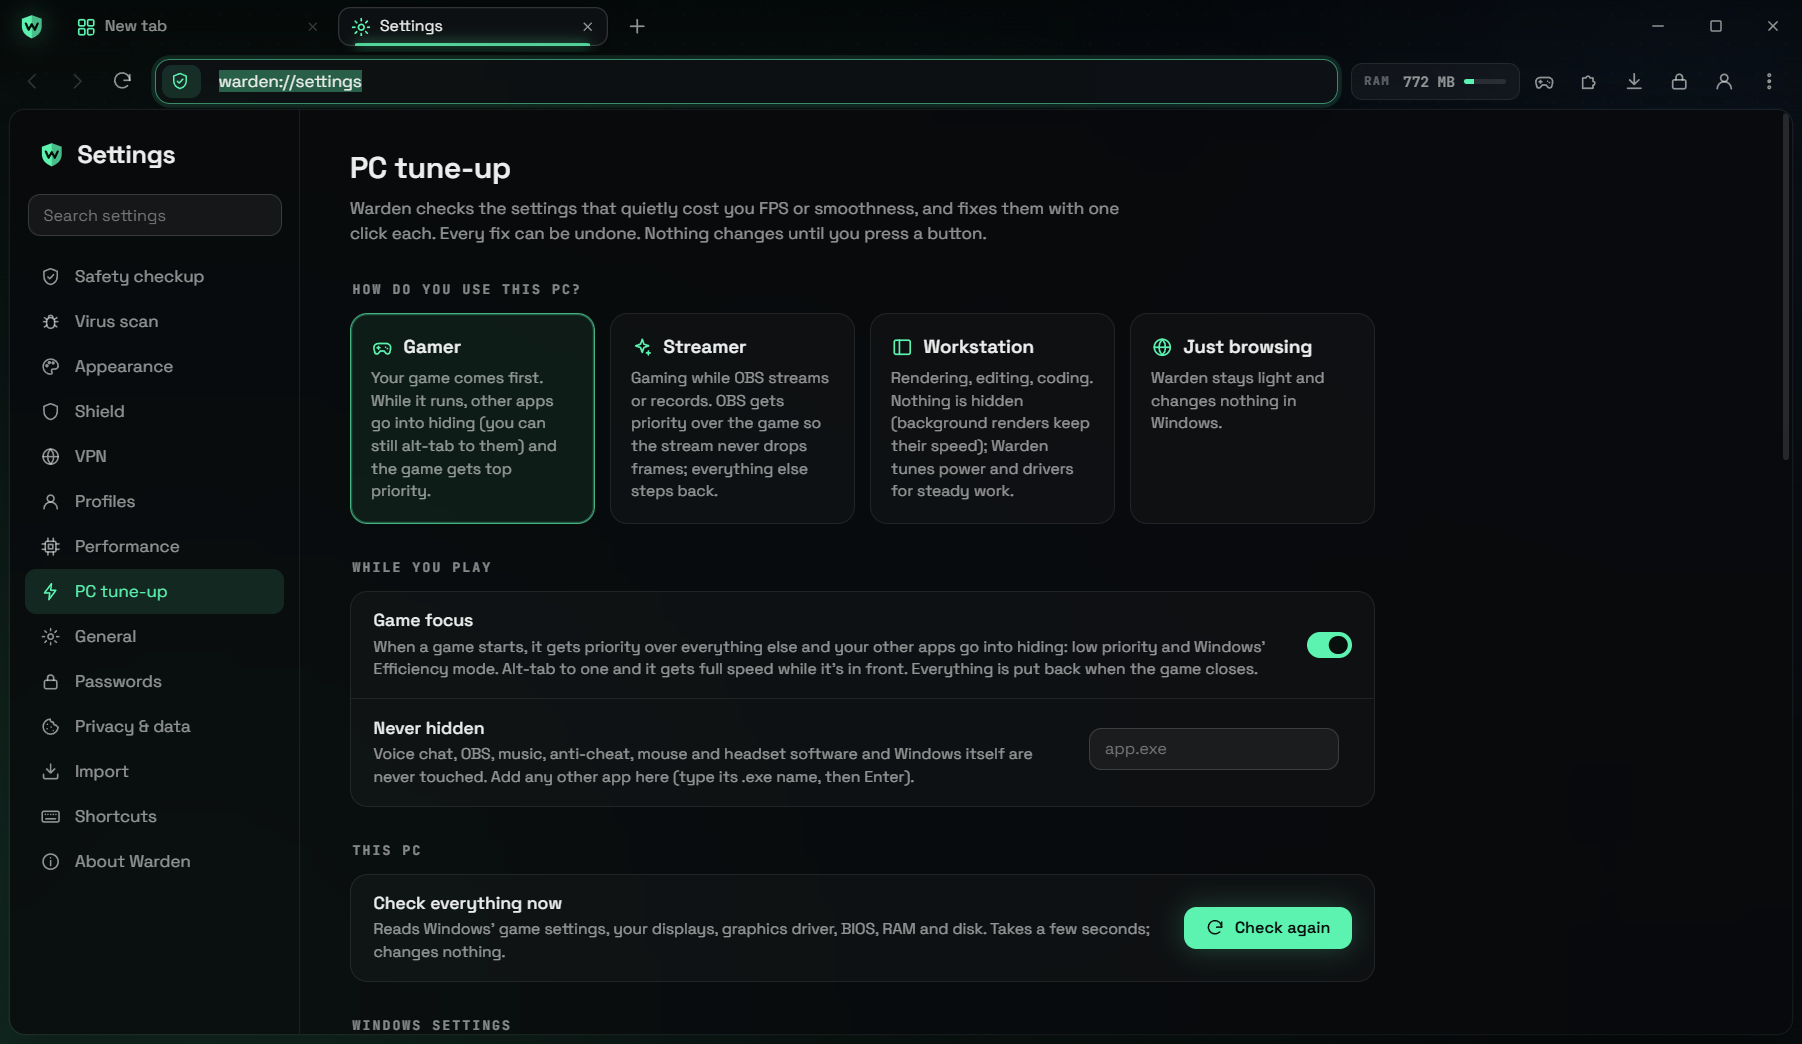 New tab
Settings
warden://settings
RAM 772 MB
Settings
Search settings
Safety checkup
Virus scan
Appearance
Shield
VPN
Profiles
Performance
PC tune-up
General
Passwords
Privacy & data
Import
Shortcuts
About Warden
PC tune-up
Warden checks the settings that quietly cost you FPS or smoothness, and fixes them with one
click each. Every fix can be undone. Nothing changes until you press a button.
HOW DO YOU USE THIS PC?
Gamer
Your game comes first.
While it runs, other apps
go into hiding (you can
still alt-tab to them) and
the game gets top
priority.
Streamer
Gaming while OBS streams
or records. OBS gets
priority over the game so
the stream never drops
frames; everything else
steps back.
Workstation
Rendering, editing, coding.
Nothing is hidden
(background renders keep
their speed); Warden
tunes power and drivers
for steady work.
Just browsing
Warden stays light and
changes nothing in
Windows.
WHILE YOU PLAY
Game focus
When a game starts, it gets priority over everything else and your other apps go into hiding: low priority and Windows'
Efficiency mode. Alt-tab to one and it gets full speed while it's in front. Everything is put back when the game closes.
Never hidden
Voice chat, OBS, music, anti-cheat, mouse and headset software and Windows itself are
never touched. Add any other app here (type its .exe name, then Enter).
app.exe
THIS PC
Check everything now
Reads Windows' game settings, your displays, graphics driver, BIOS, RAM and disk. Takes a few seconds;
changes nothing.
Check again
WINDOWS SETTINGS